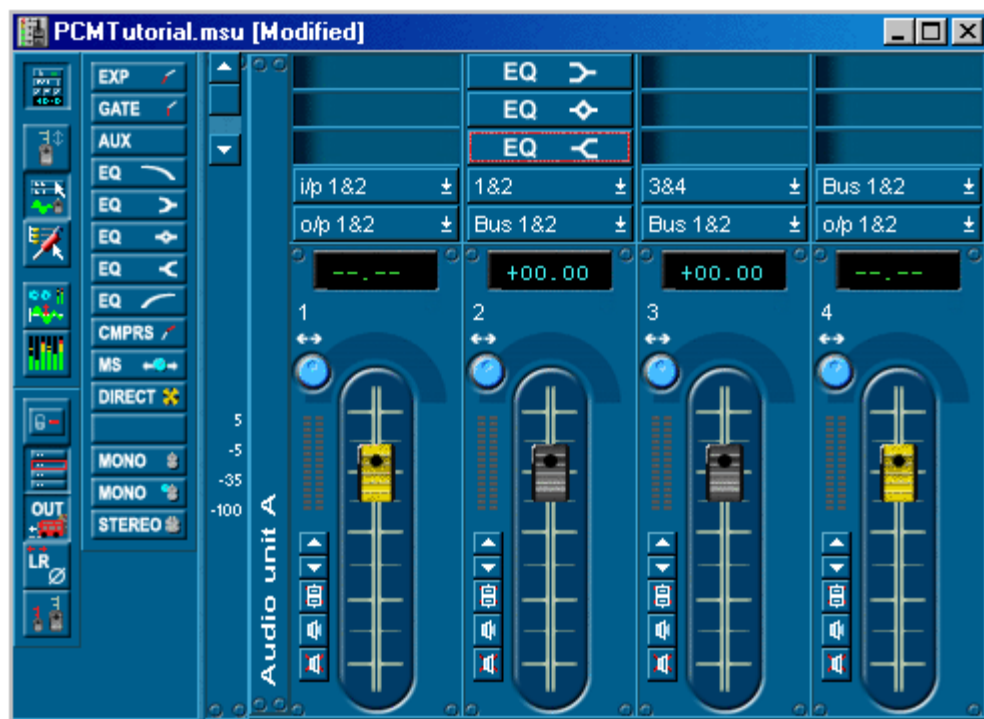 PCMTutorial.msu [Modified]
EXP
GATE
AUX
EQ
EQ
EQ
EQ
EQ
CMPRS
MS
DIRECT
MONO
MONO
STEREO
OUT
LR
5
-5
-35
-100
Audio unit A
EQ
EQ
EQ
i/p 1&2
1&2
3&4
Bus 1&2
o/p 1&2
Bus 1&2
Bus 1&2
o/p 1&2
--.--
+00.00
+00.00
--.--
1
2
3
4